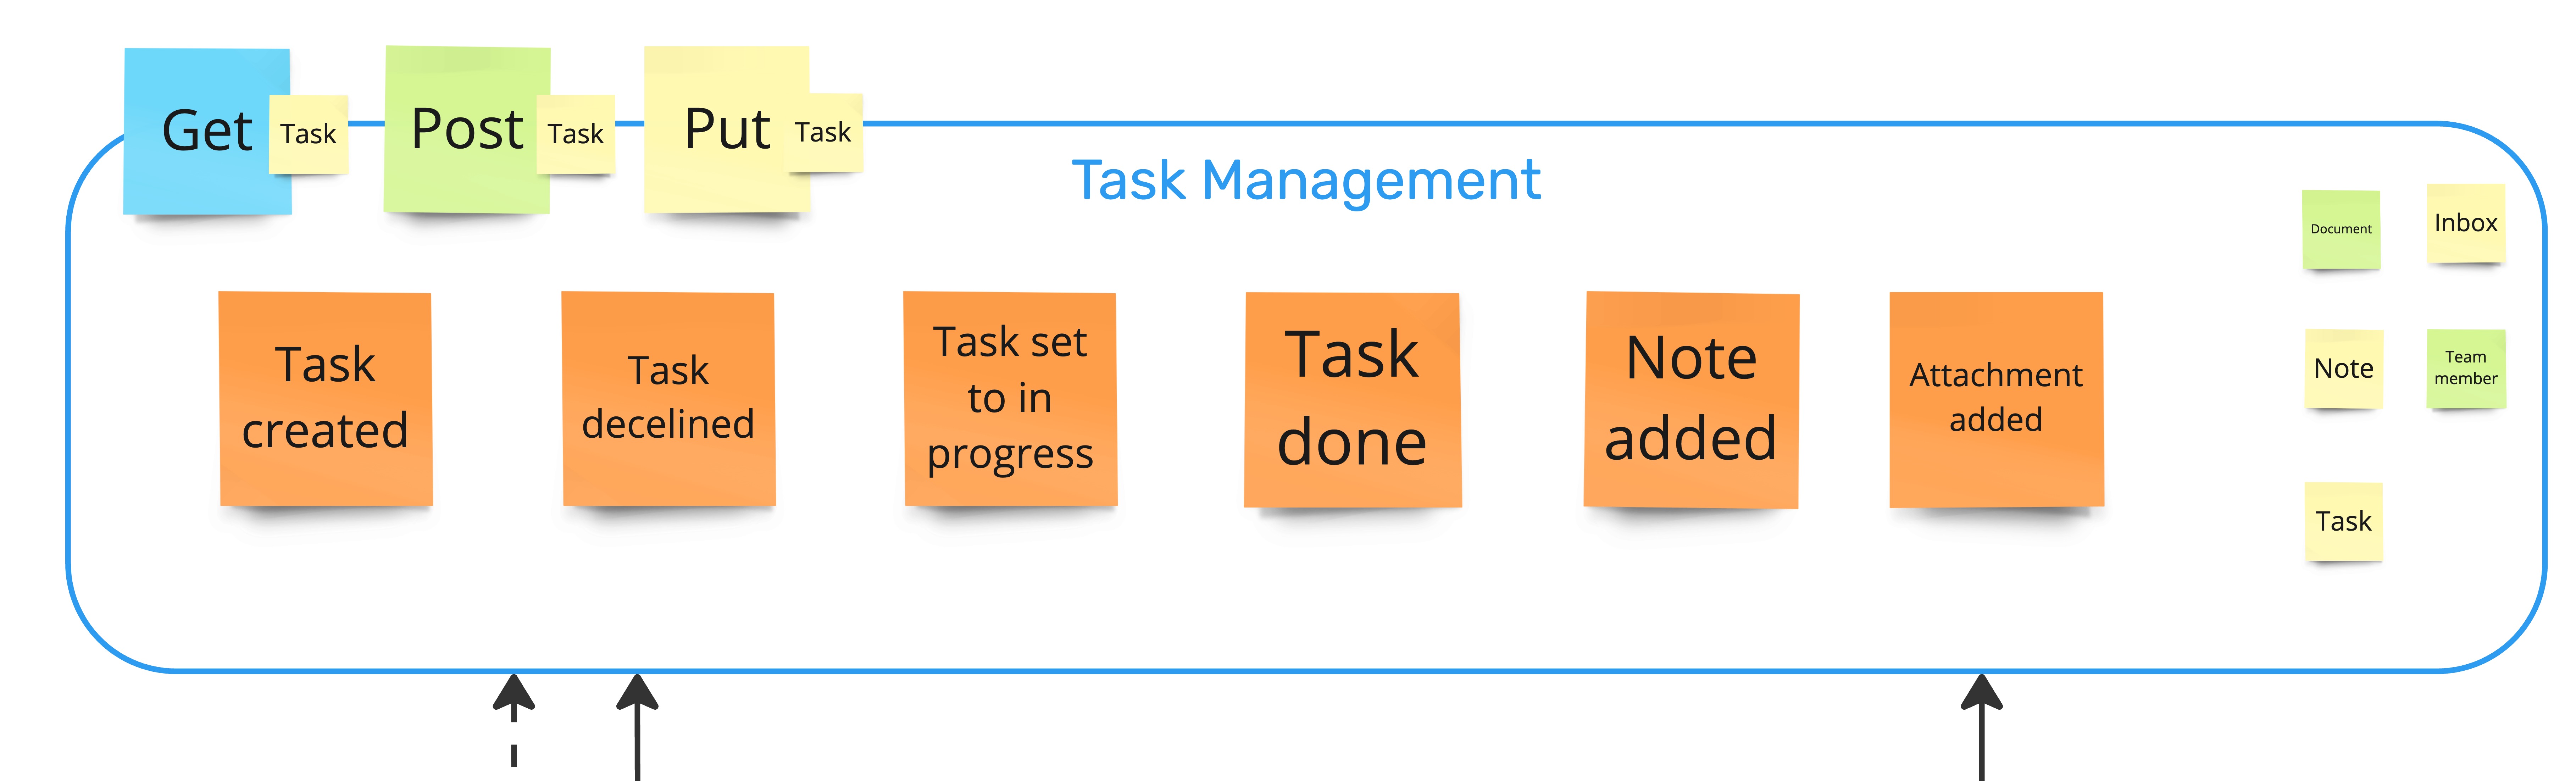 Get
Task
Post
Task
Put
Task
Task Management
Document
Inbox
Task
created
Task
decelined
Task set
to in
progress
Task
done
Note
added
Attachment
added
Note
Team
member
Task